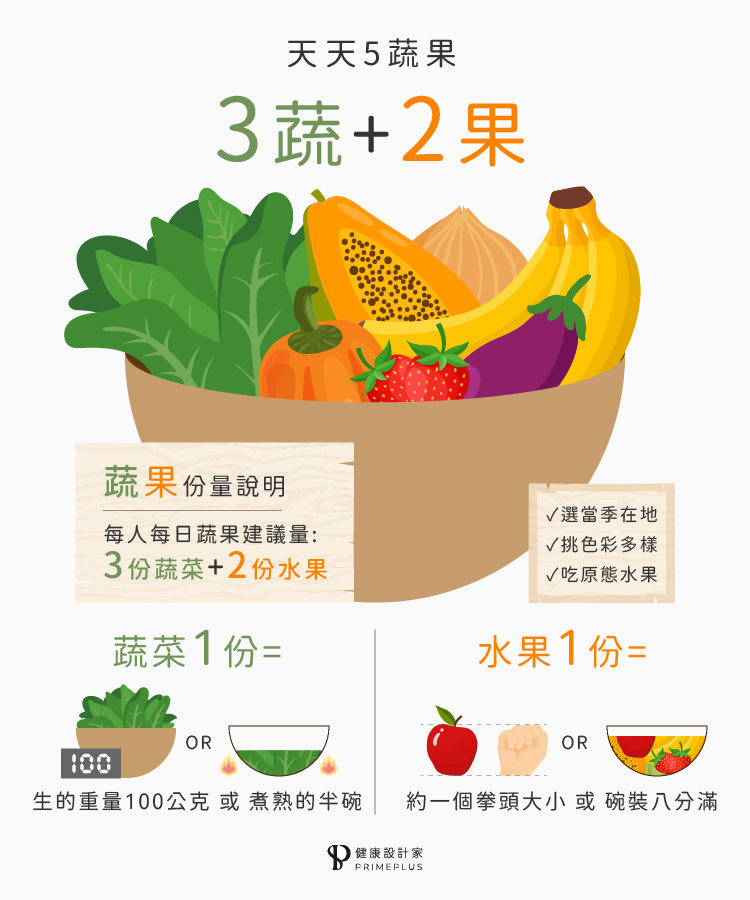 天天5蔬果
3蔬+2果
蔬果份量說明
每人每日蔬果建議量:
3份蔬菜+2份水果
✓選當季在地
✓挑色彩多樣
✓吃原態水果
蔬菜1份=
100
OR
生的重量100公克 或 煮熟的半碗
水果1份=
OR
約一個拳頭大小 或 碗裝八分滿
健康設計家
PRIMEPLUS